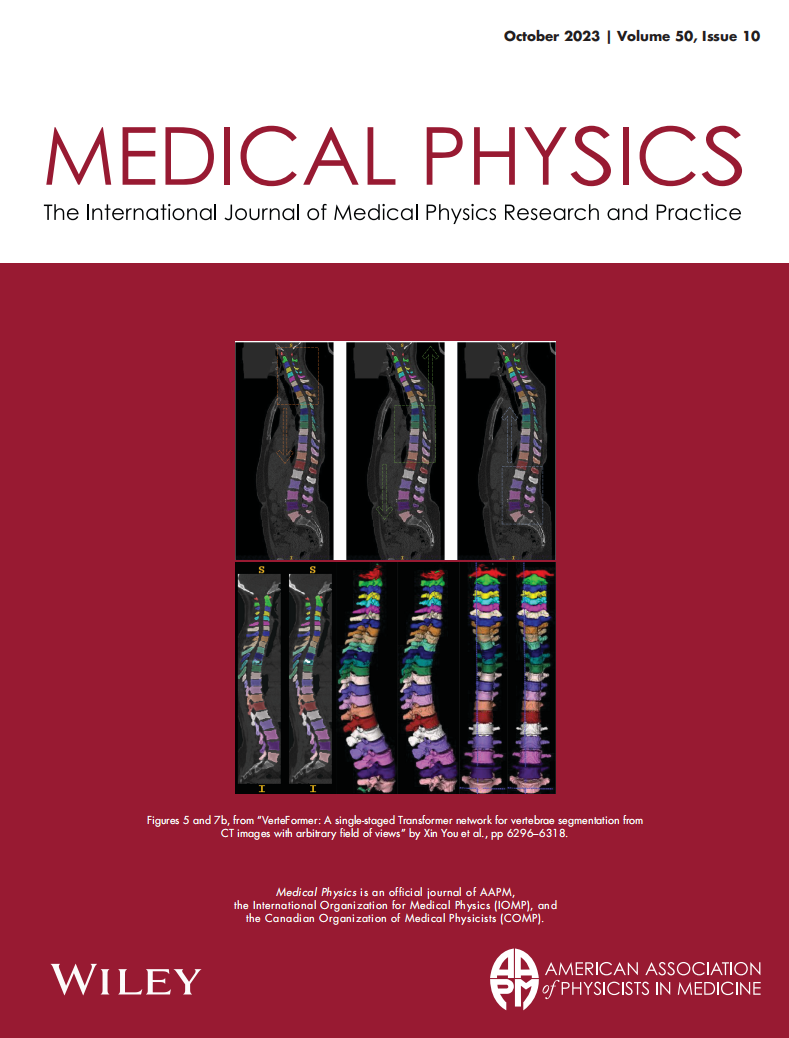 October 2023 | Volume 50, Issue 10
MEDICAL PHYSICS
The International Journal of Medical Physics Research and Practice
S
S
I
I
Figures 5 and 7b, from “VerteFormer: A single-staged Transformer network for vertebrae segmentation from
CT images with arbitrary field of views” by Xin You et al., pp 6296–6318.
Medical Physics is an official journal of AAPM,
the International Organization for Medical Physics (IOMP), and
the Canadian Organization of Medical Physicists (COMP).
WILEY
AAPM
AMERICAN ASSOCIATION
of PHYSICISTS IN MEDICINE